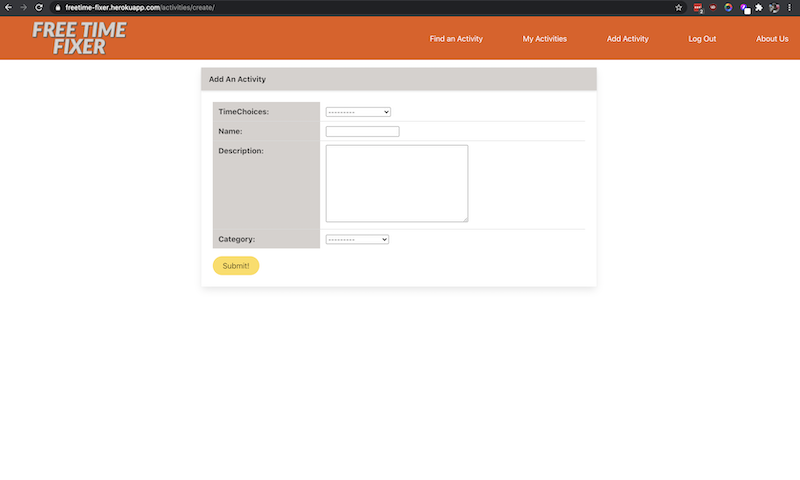 freetime-fixer.herokuapp.com/activities/create/
FREE TIME
FIXER
Find an Activity
My Activities
Add Activity
Log Out
About Us
Add An Activity
TimeChoices:
---------
Name:
Description:
Category:
---------
Submit!